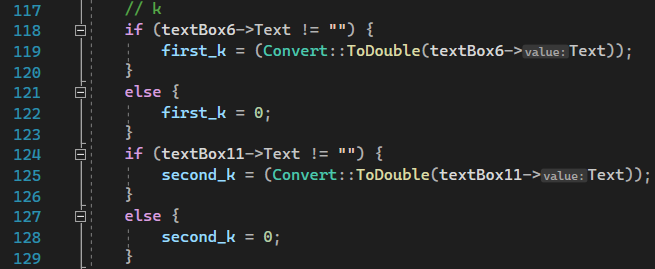 117 // k
118 if (textBox6->Text != "") {
119 first_k = (Convert::ToDouble(textBox6->value:Text));
120 }
121 else {
122 first_k = 0;
123 }
124 if (textBox11->Text != "") {
125 second_k = (Convert::ToDouble(textBox11->value:Text));
126 }
127 else {
128 second_k = 0;
129 }